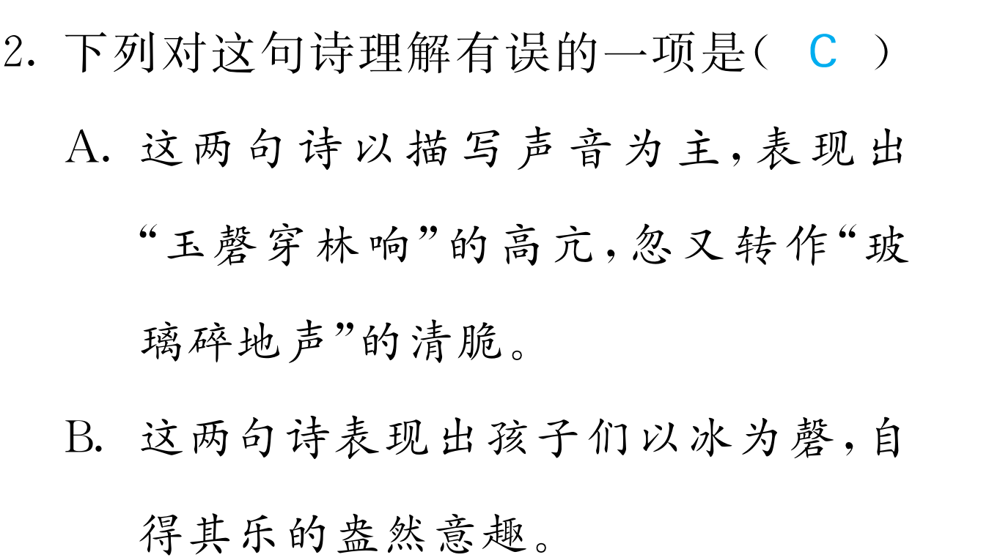 2. 下列对这句诗理解有误的一项是( C )
A. 这两句诗以描写声音为主,表现出
“玉磬穿林响”的高亢,忽又转作“玻
璃碎地声”的清脆。
B. 这两句诗表现出孩子们以冰为磬,自
得其乐的盎然意趣。